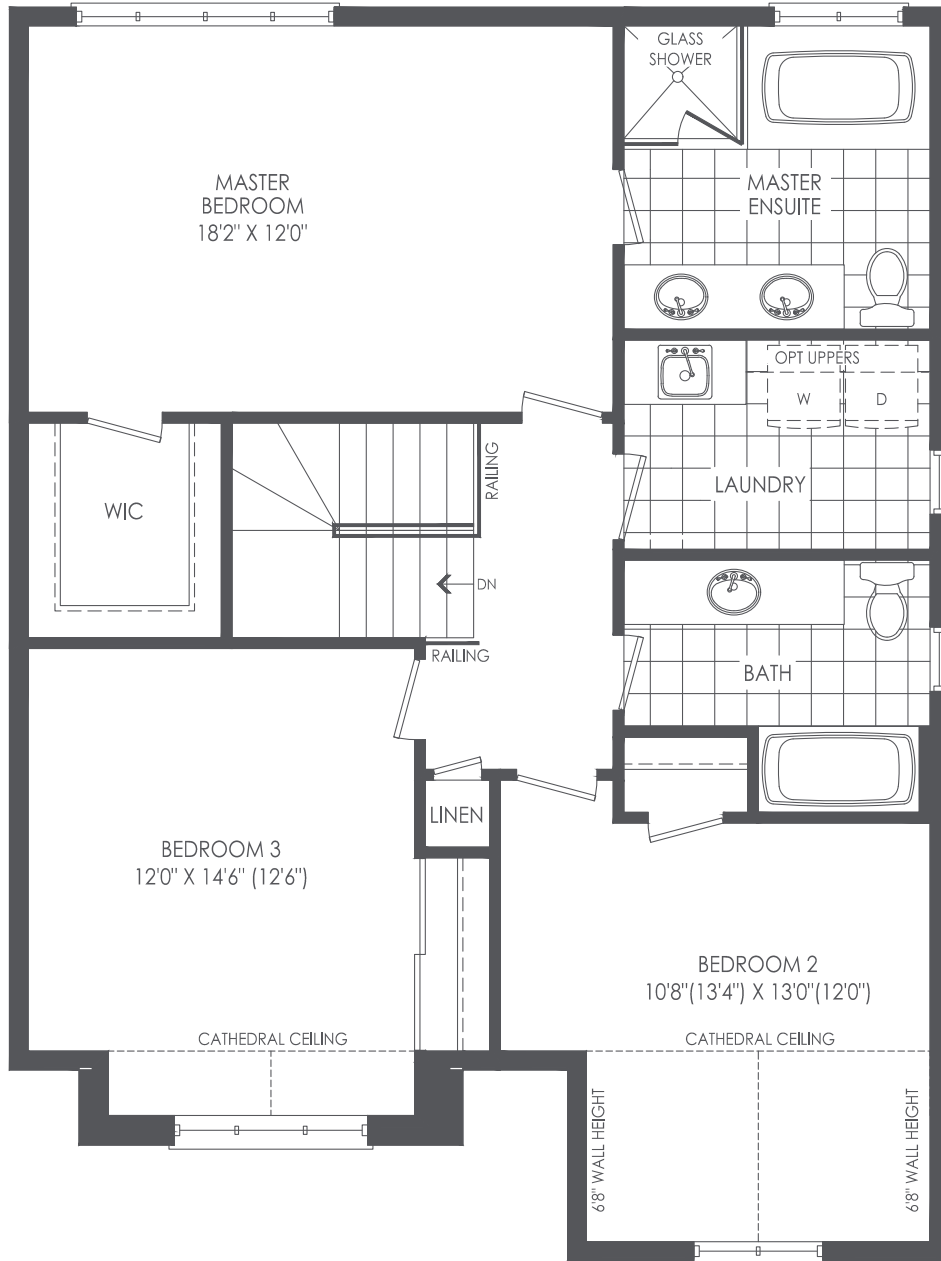 GLASS
SHOWER
MASTER
BEDROOM
18'2" X 12'0"
MASTER
ENSUITE
OPT UPPERS
W
D
RAILING
LAUNDRY
WIC
DN
RAILING
BATH
LINEN
BEDROOM 3
12'0" X 14'6" (12'6")
BEDROOM 2
10'8"(13'4") X 13'0"(12'0")
CATHEDRAL CEILING
CATHEDRAL CEILING
6'8" WALL HEIGHT
6'8" WALL HEIGHT